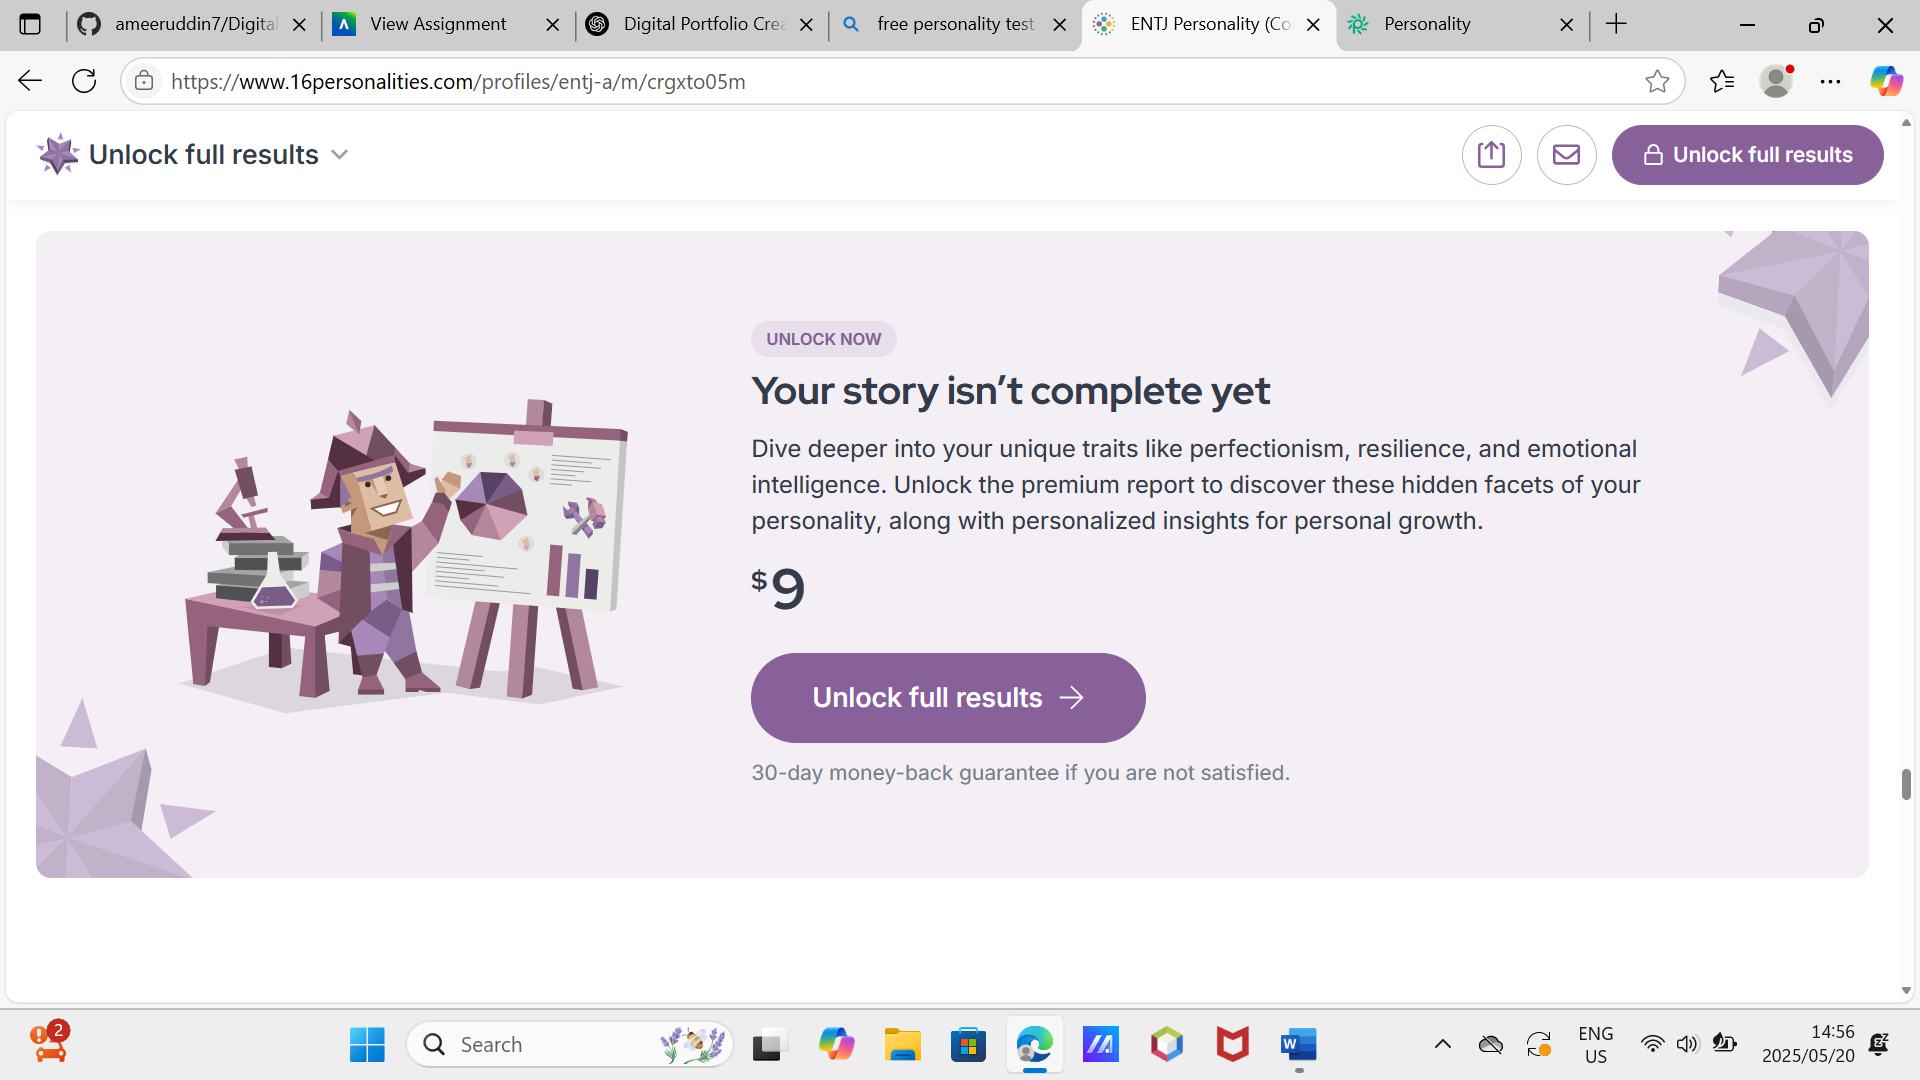 ameeruddin7/Digital
View Assignment
Digital Portfolio Crea
free personality test
ENTJ Personality (Co
Personality
https://www.16personalities.com/profiles/entj-a/m/crgxto05m
Unlock full results
Unlock full results
UNLOCK NOW
Your story isn’t complete yet
Dive deeper into your unique traits like perfectionism, resilience, and emotional
intelligence. Unlock the premium report to discover these hidden facets of your
personality, along with personalized insights for personal growth.
$9
Unlock full results
30-day money-back guarantee if you are not satisfied.
2
Search
W
ENG
US
14:56
2025/05/20